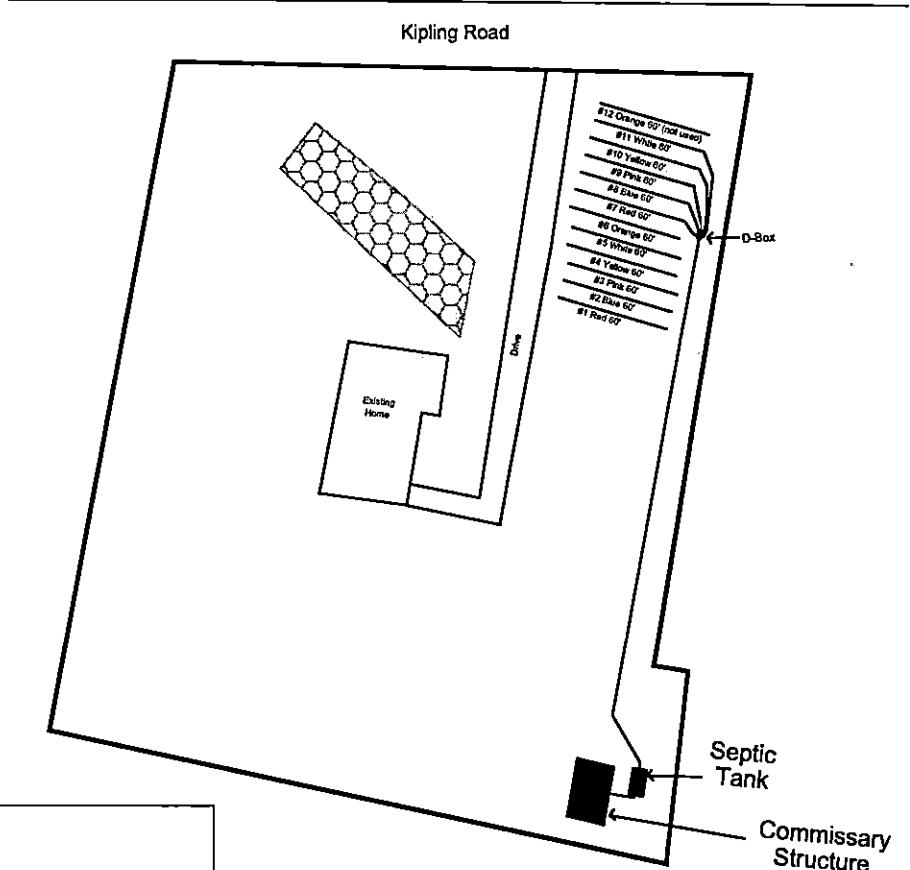 Kipling Road
#12 Orange 60' (not used)
#11 White 60'
#10 Yellow 60'
#9 Pink 60'
#8 Blue 60'
#7 Red 60'
#6 Orange 60'
#5 White 60'
#4 Yellow 60'
#3 Pink 60'
#2 Blue 60'
#1 Red 60'
D-Box
Drive
Existing
Home
Septic
Tank
Commissary
Structure